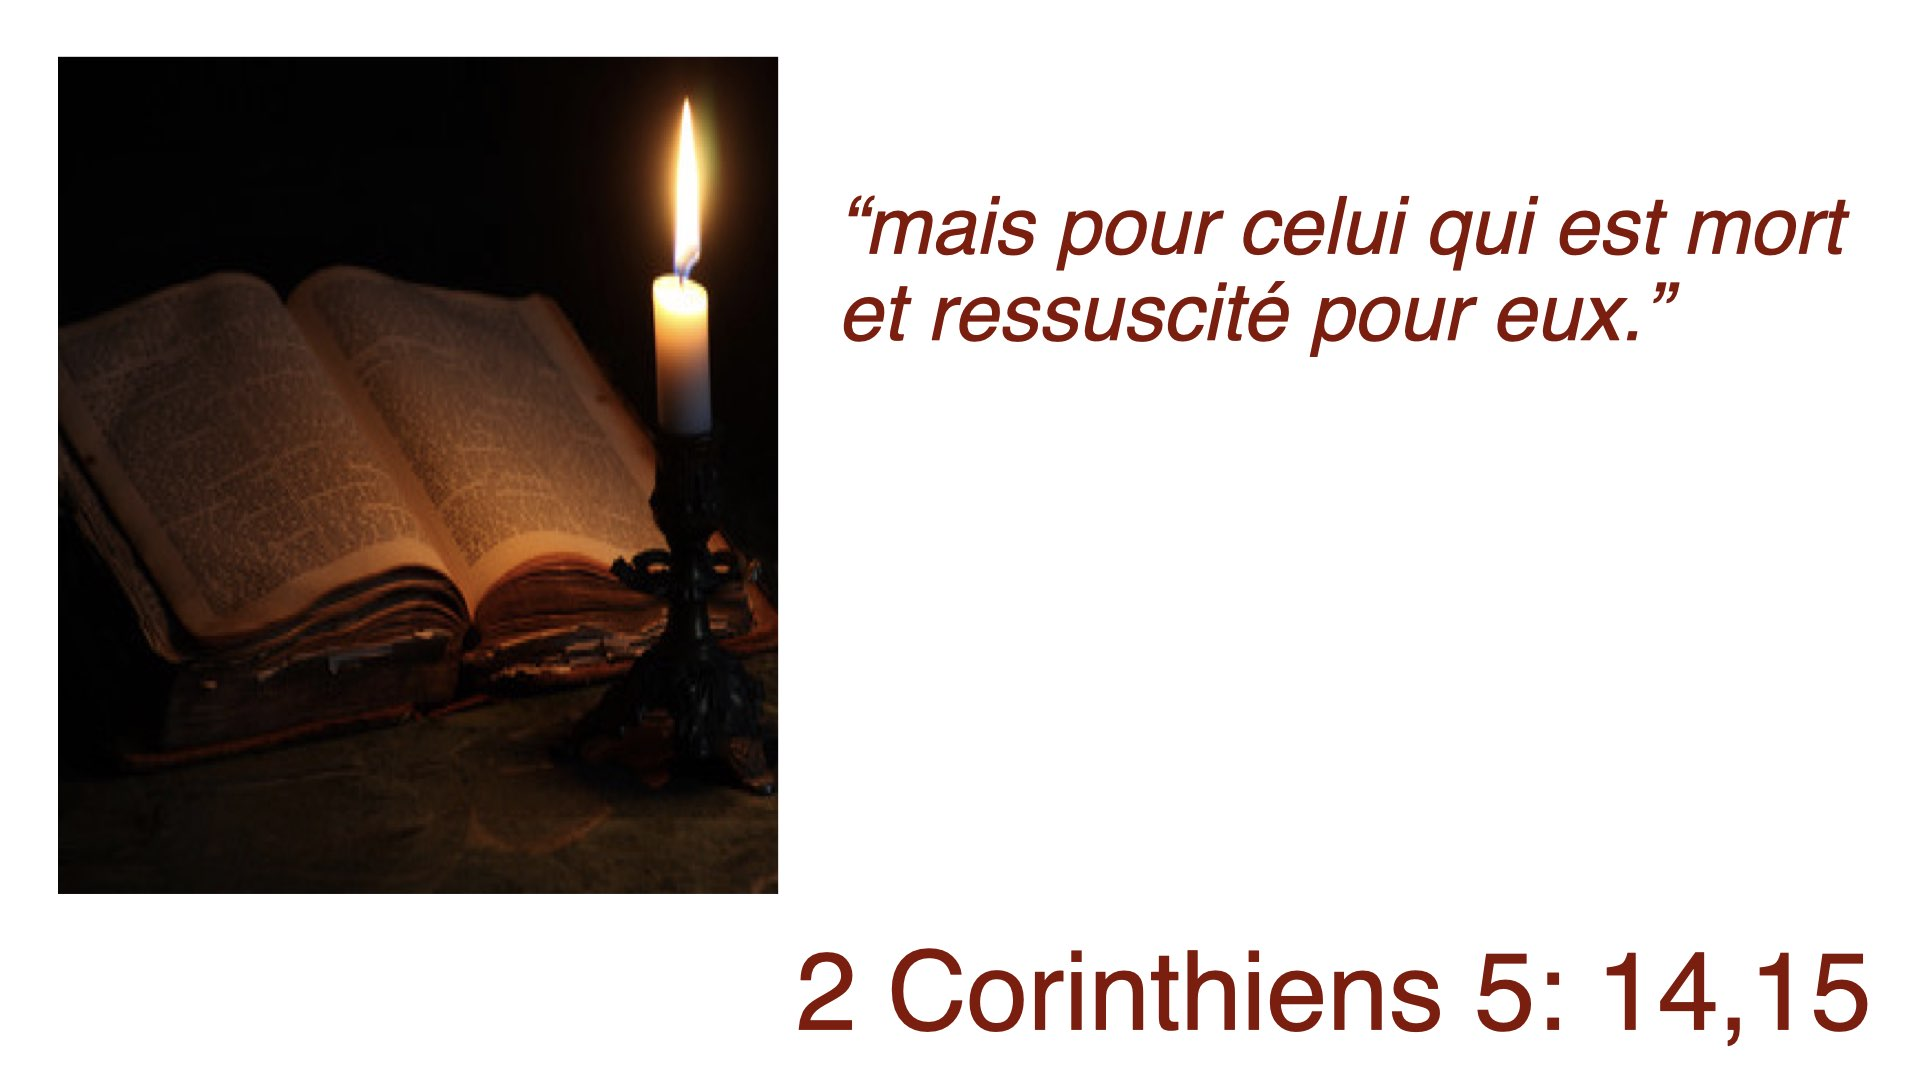 “mais pour celui qui est mort
et ressuscité pour eux.”
2 Corinthiens 5: 14,15